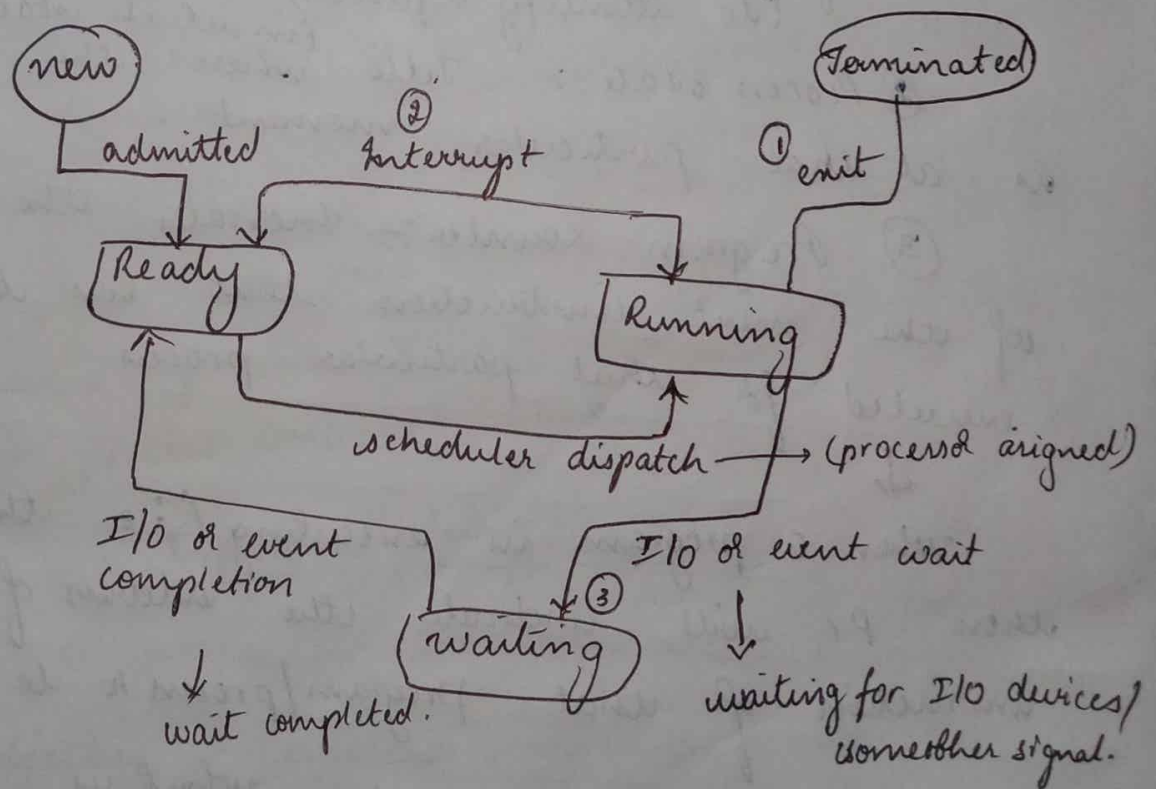 new
Terminated
②
Interrupt
①
exit
admitted
Ready
Running
scheduler dispatch → (processor assigned)
I/O or event
completion
I/O or event wait
③
waiting
wait completed.
waiting for I/O devices/
someother signal.